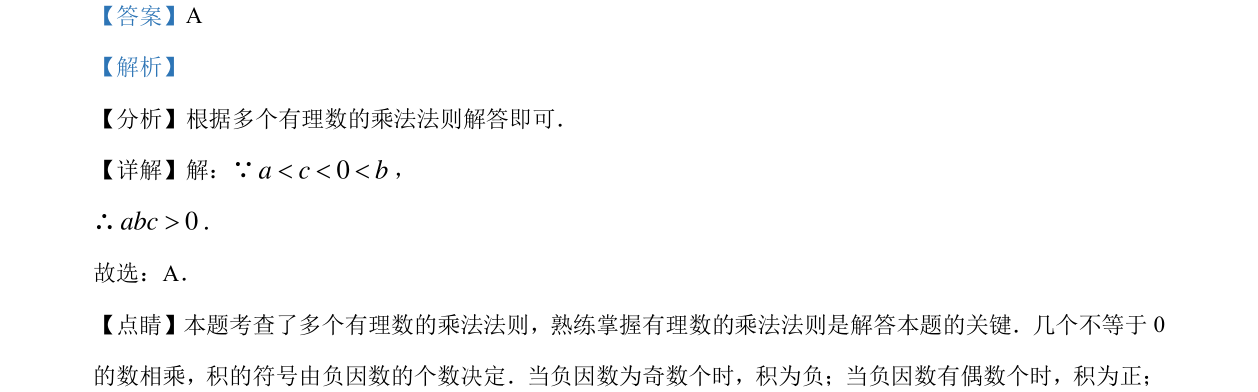 【答案】A
【解析】
【分析】根据多个有理数的乘法法则解答即可．
【详解】解：∵a＜c＜0＜b，
∴abc＞0．
故选：A．
【点睛】本题考查了多个有理数的乘法法则，熟练掌握有理数的乘法法则是解答本题的关键．几个不等于 0
的数相乘，积的符号由负因数的个数决定．当负因数为奇数个时，积为负；当负因数有偶数个时，积为正；